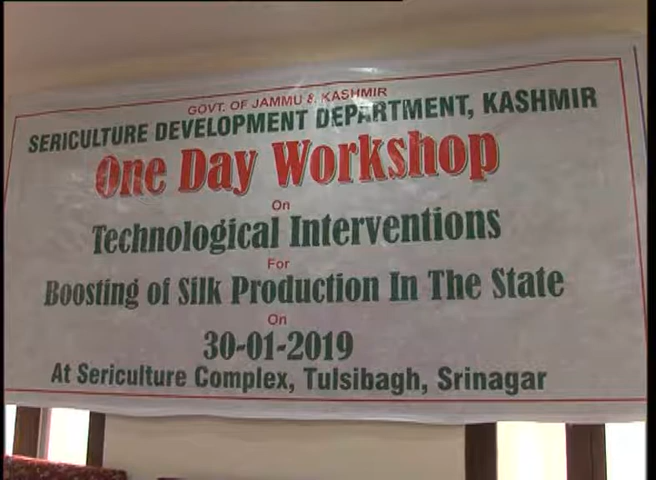 GOVT. OF JAMMU & KASHMIR
SERICULTURE DEVELOPMENT DEPARTMENT, KASHMIR
One Day Workshop
On
Technological Interventions
For
Boosting of Silk Production In The State
On
30-01-2019
At Sericulture Complex, Tulsibagh, Srinagar